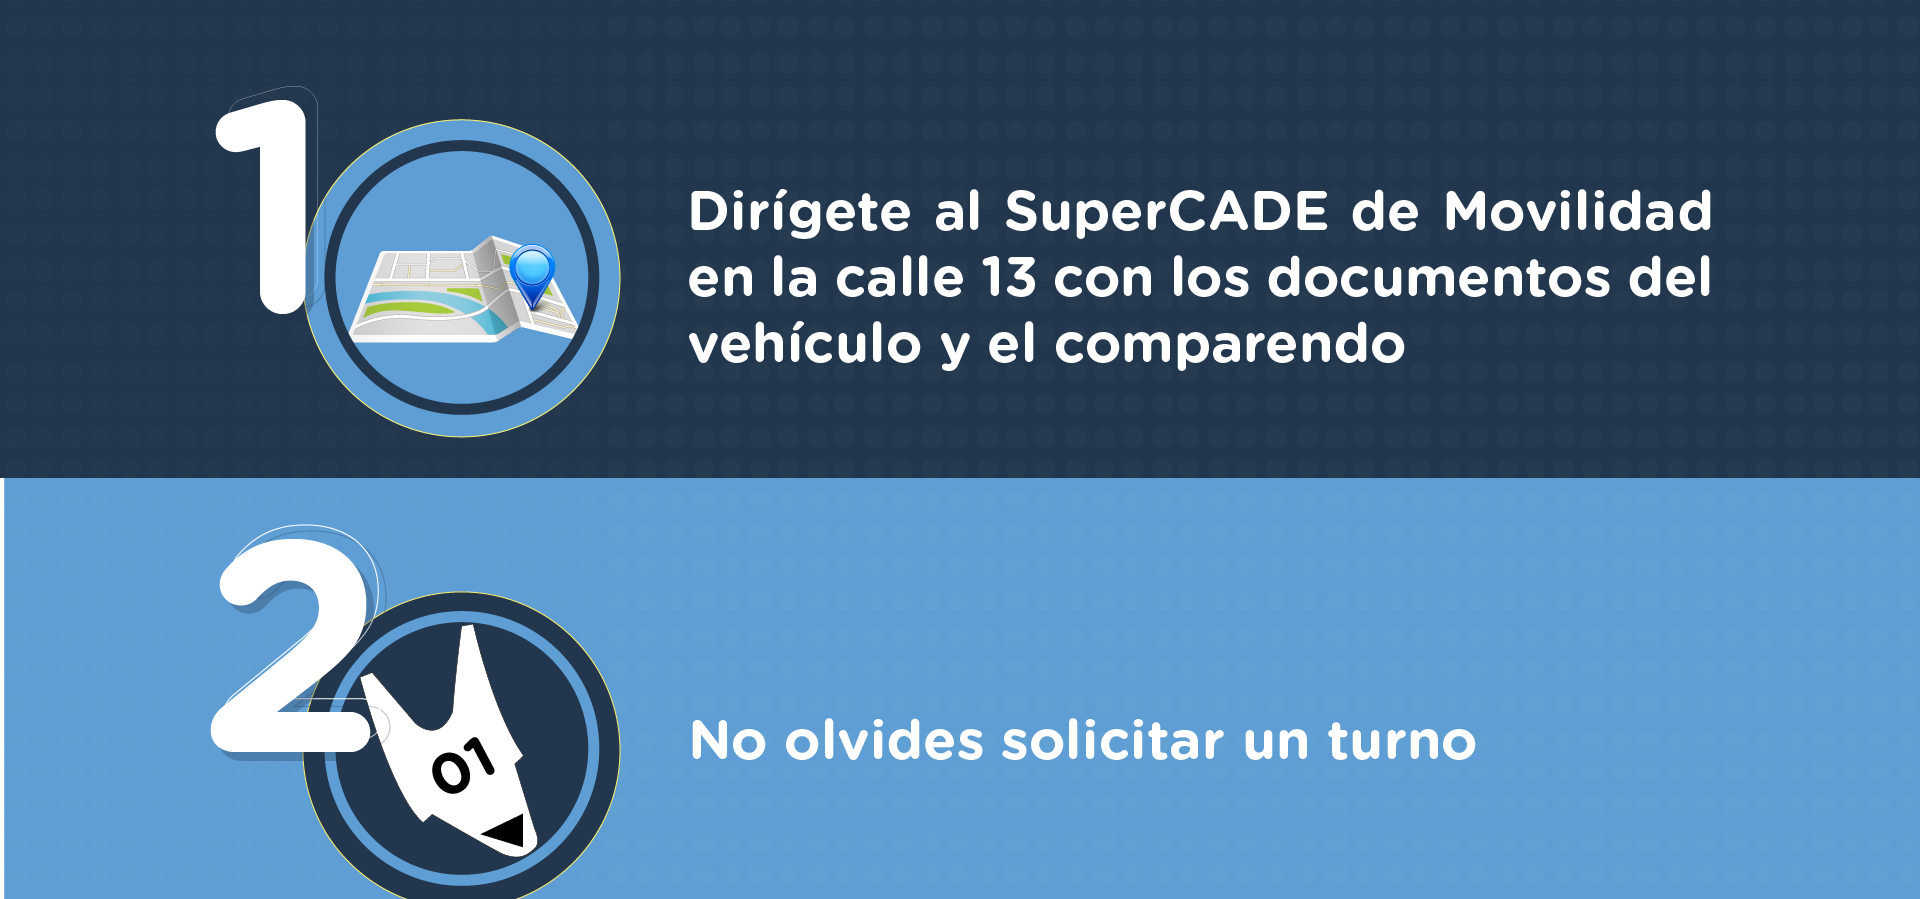 1
Dirígete al SuperCADE de Movilidad
en la calle 13 con los documentos del
vehículo y el comparendo
2
01
No olvides solicitar un turno